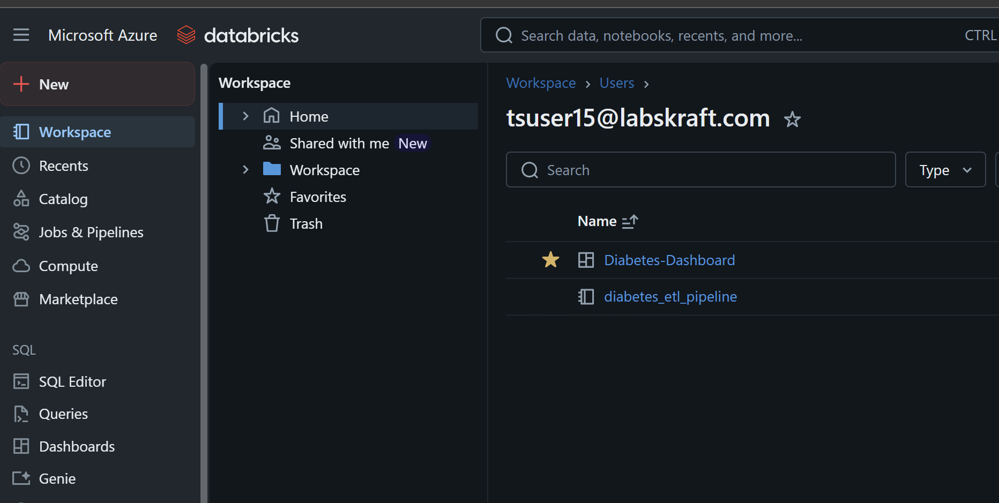 Microsoft Azure databricks
Search data, notebooks, recents, and more...
CTRL
New
Workspace
Recents
Catalog
Jobs & Pipelines
Compute
Marketplace
SQL
SQL Editor
Queries
Dashboards
Genie
Workspace
Home
Shared with me New
Workspace
Favorites
Trash
Workspace > Users >
tsuser15@labskraft.com
Search
Type
Name
Diabetes-Dashboard
diabetes_etl_pipeline